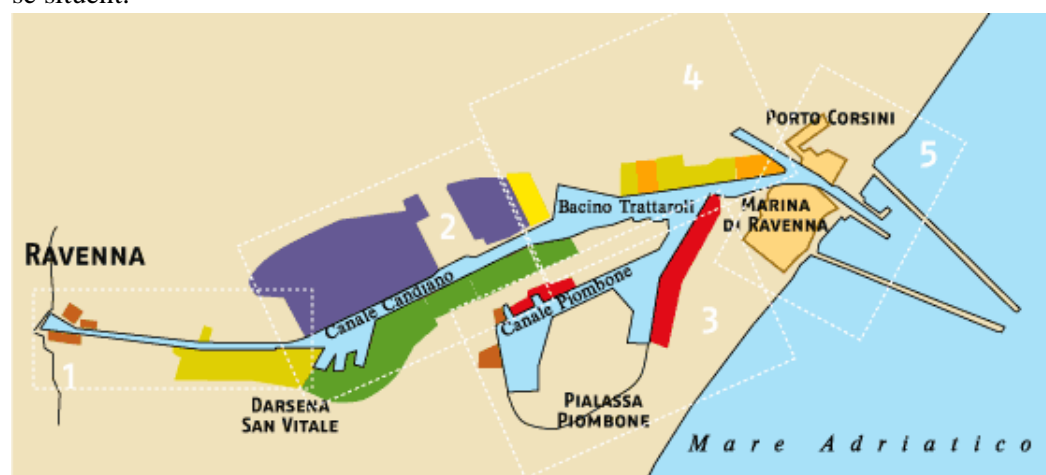 se situent.
4
PORTO CORSINI
5
Bacino Trattaroli
MARINA
DI RAVENNA
2
RAVENNA
Canale Candiano
Canale Piombone
3
1
DARSENA
SAN VITALE
PIALASSA
PIOMBONE
Mare Adriatico